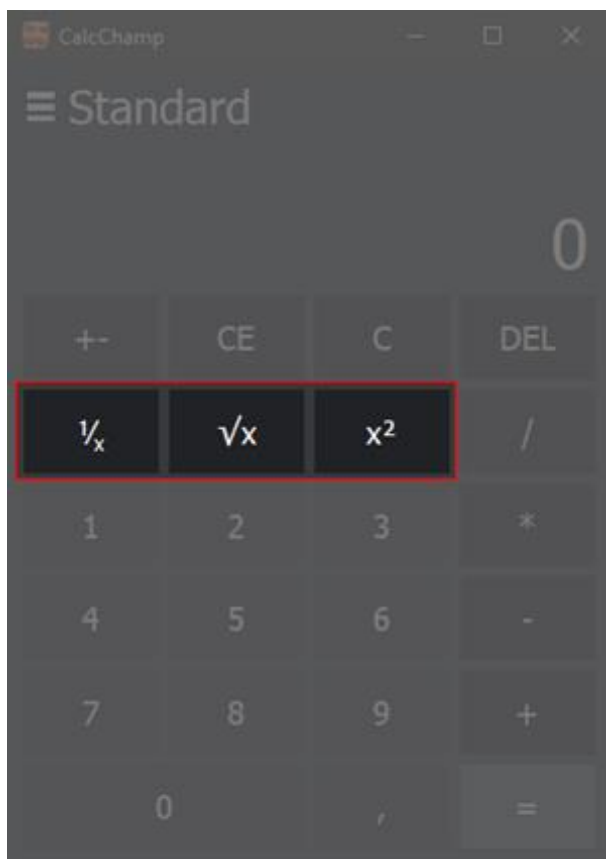 CalcChamp
≡ Standard
0
+- CE C DEL
¹⁄ₓ √x x² /
1 2 3 *
4 5 6 -
7 8 9 +
0 , =